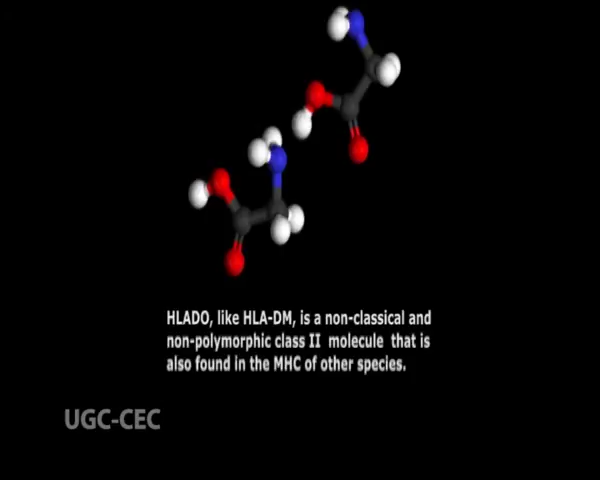 HLADO, like HLA-DM, is a non-classical and
non-polymorphic class II molecule that is
also found in the MHC of other species.
UGC-CEC